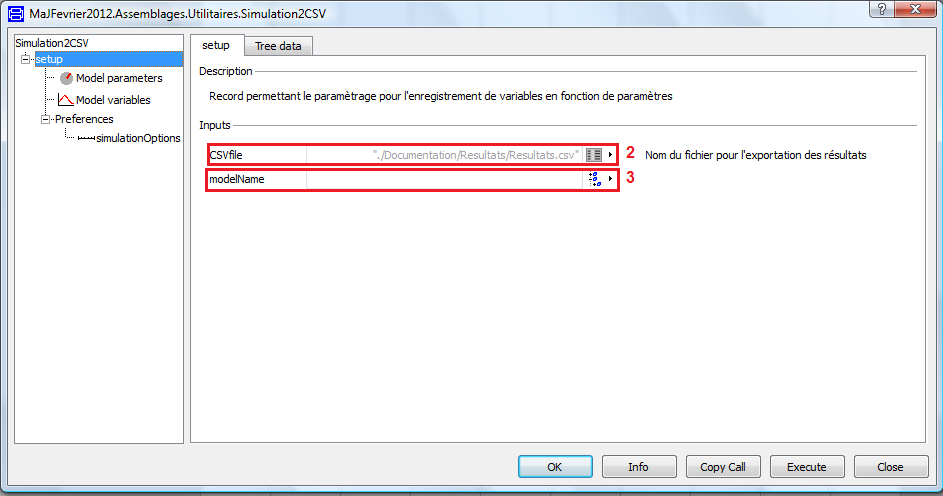 MaJFevrier2012.Assemblages.Utilitaires.Simulation2CSV
?
Simulation2CSV
setup
Model parameters
Model variables
Preferences
simulationOptions
setup Tree data
Description
Record permettant le paramètrage pour l'enregistrement de variables en fonction de paramètres
Inputs
CSVfile "./Documentation/Resultats/Resultats.csv" 2 Nom du fichier pour l'exportation des résultats
modelName 3
OK Info Copy Call Execute Close